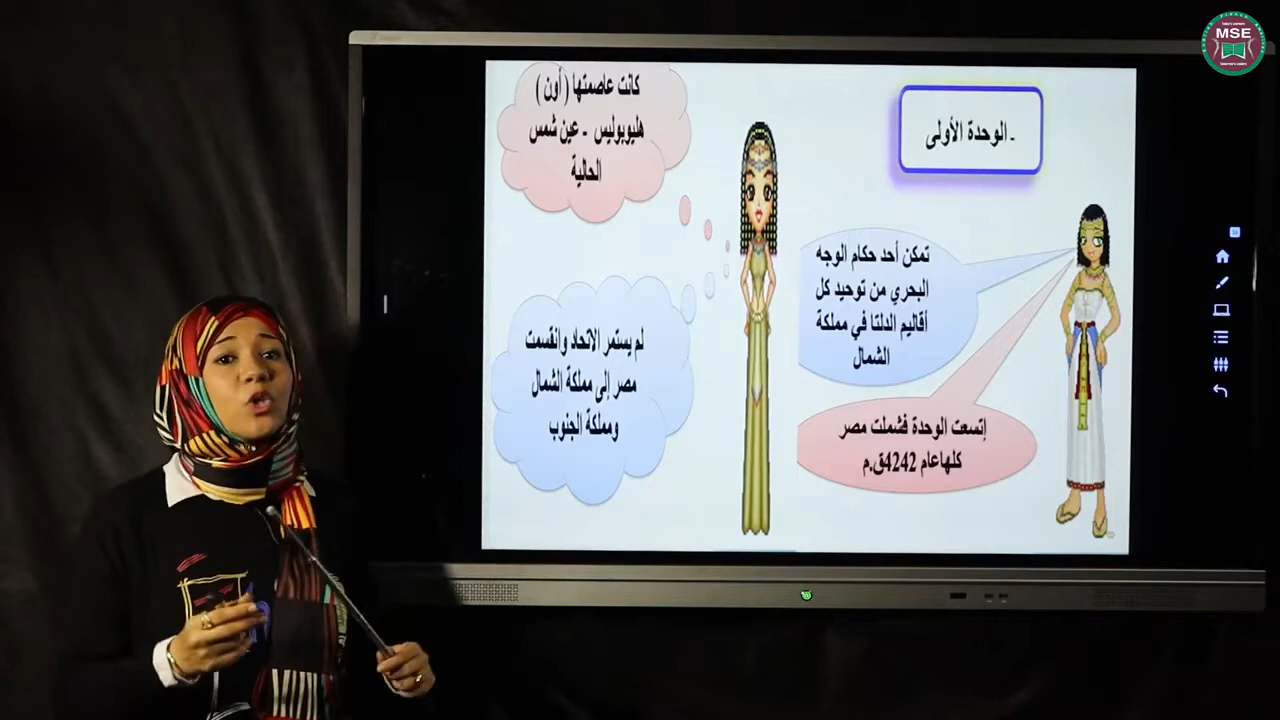 - الوحدة الأولى
تمكن أحد حكام الوجه
البحري من توحيد كل
أقاليم الدلتا في مملكة
الشمال
إتسعت الوحدة فشملت مصر
كلهاعام 4242ق.م
كانت عاصمتها ( أون )
هليوبوليس - عين شمس
الحالية
لم يستمر الاتحاد وانقسمت
مصر إلى مملكة الشمال
ومملكة الجنوب
MSE